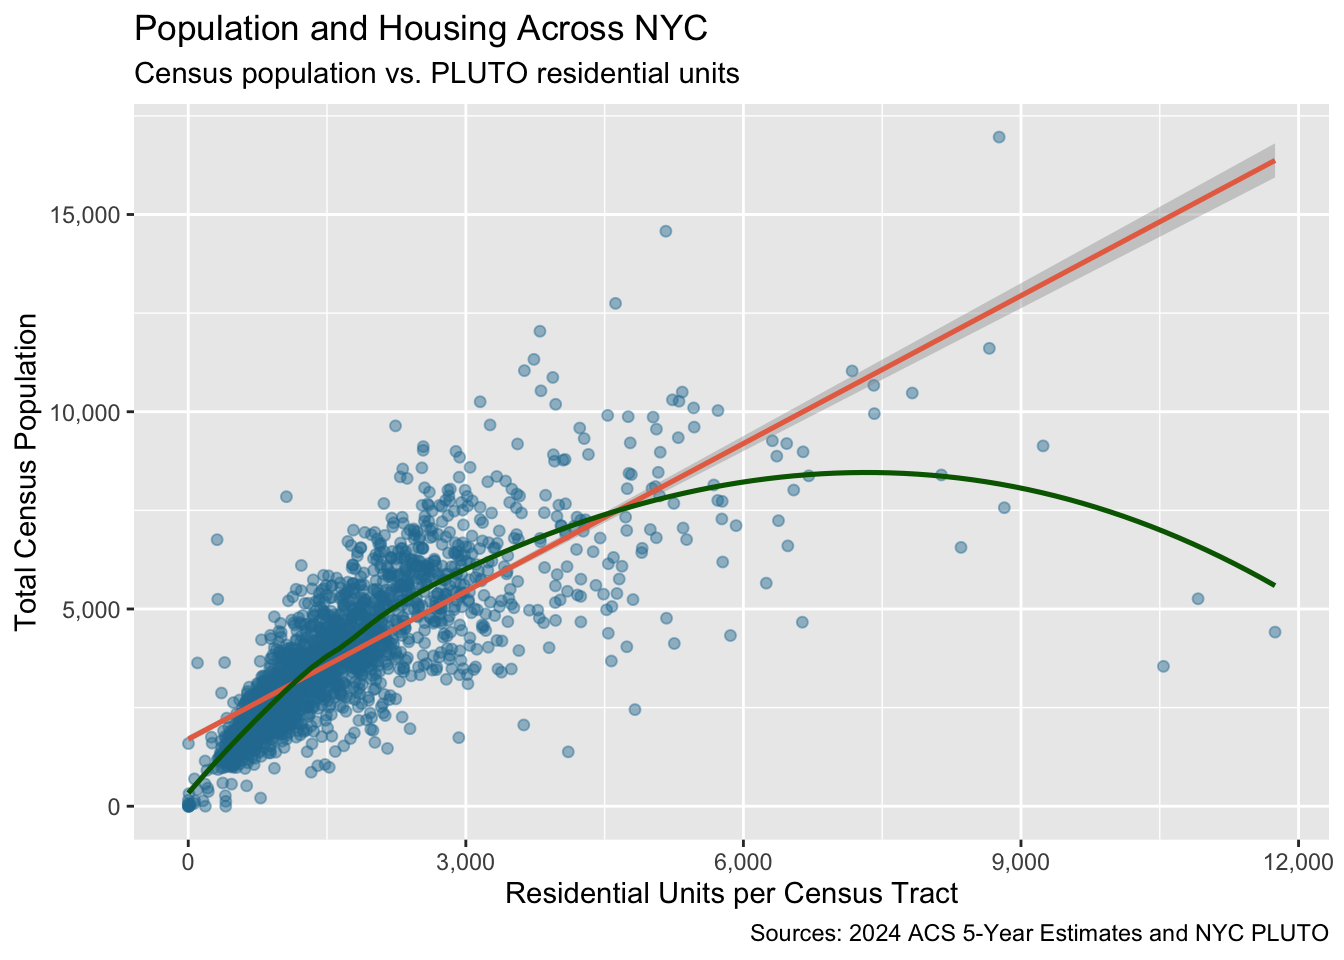 Population and Housing Across NYC
Census population vs. PLUTO residential units
Total Census Population
15,000
10,000
5,000
0
0 3,000 6,000 9,000 12,000
Residential Units per Census Tract
Sources: 2024 ACS 5-Year Estimates and NYC PLUTO